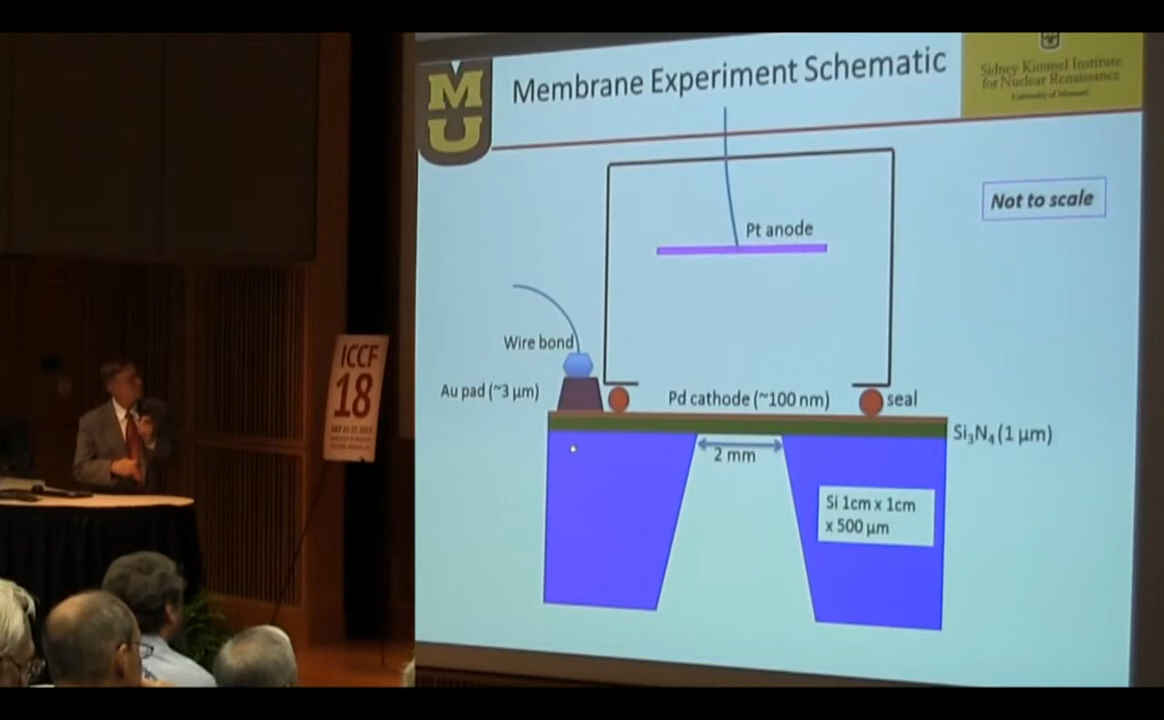 MU
Membrane Experiment Schematic
Sidney Kimmel Institute
for Nuclear Renaissance
University of Missouri
Not to scale
Pt anode
Wire bond
Au pad (~3 µm)
Pd cathode (~100 nm)
seal
Si₃N₄ (1 µm)
2 mm
Si 1cm x 1cm
x 500 µm
ICCF
18